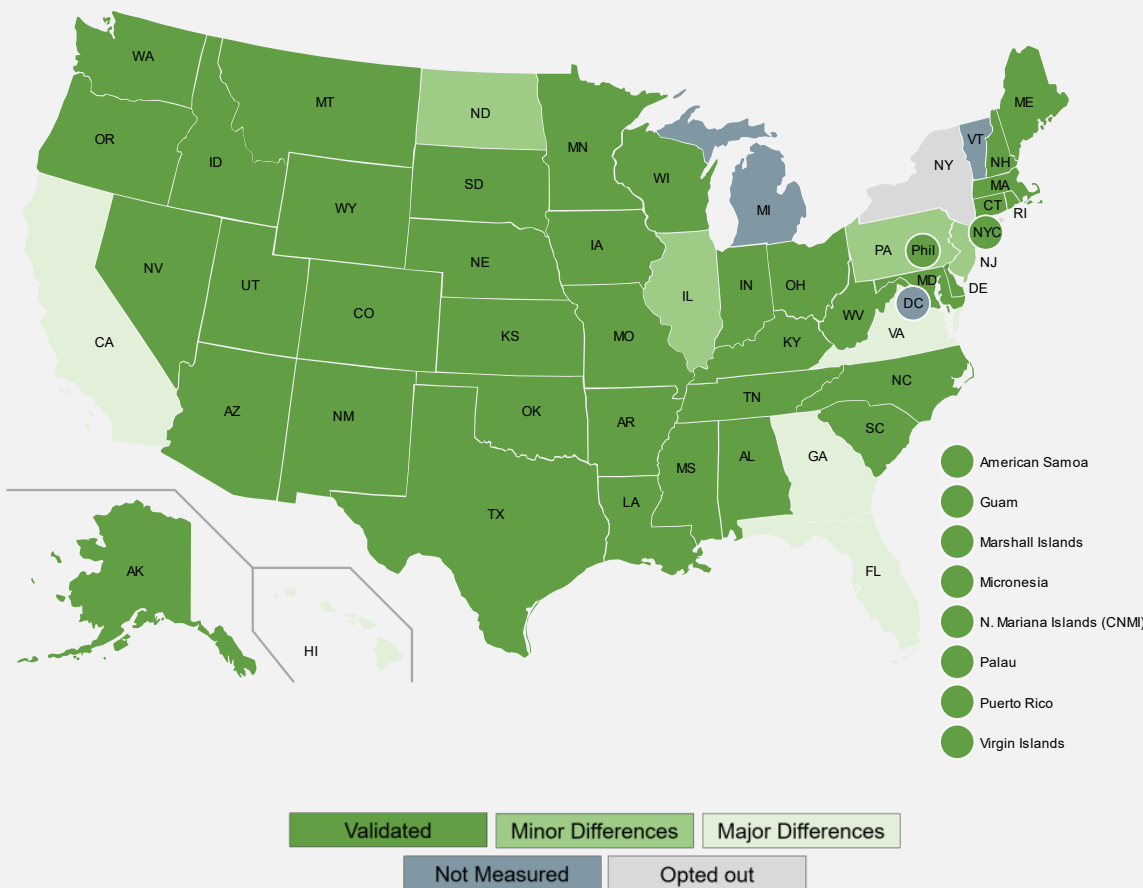 WA
MT
ND
ME
OR
ID
MN
VT
NH
NY
WI
SD
MA
WY
CT
MI
RI
NYC
IA
PA
Phil
NE
NJ
NV
MD
UT
IN
OH
DE
IL
DC
CO
WV
VA
KS
MO
CA
KY
NC
TN
AZ
NM
OK
AR
SC
GA
AL
MS
American Samoa
LA
Guam
TX
Marshall Islands
AK
FL
Micronesia
N. Mariana Islands (CNMI)
HI
Palau
Puerto Rico
Virgin Islands
Validated
Minor Differences
Major Differences
Not Measured
Opted out